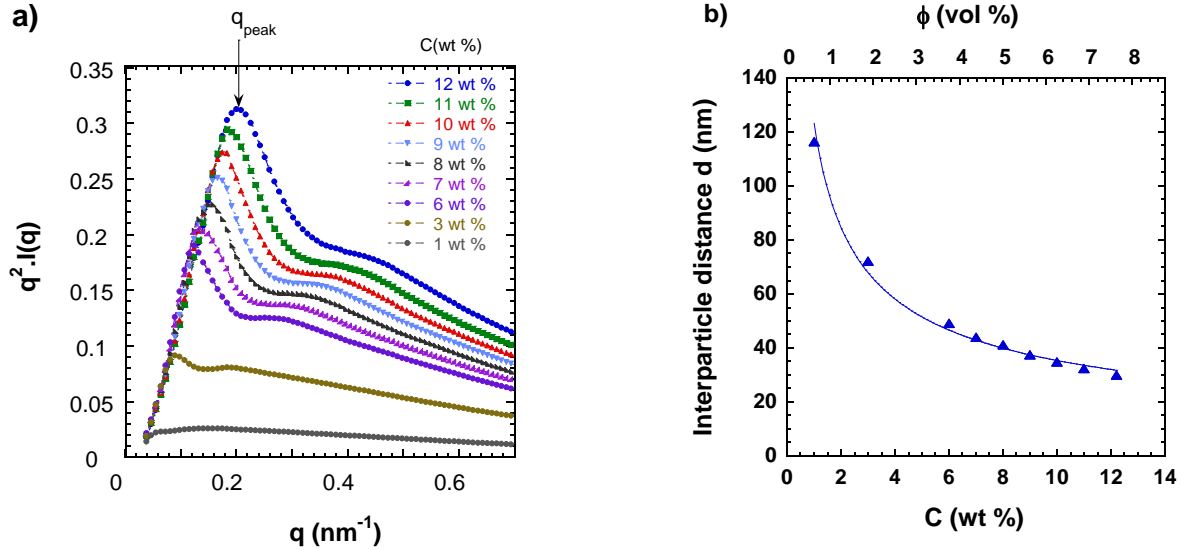 a)
q_peak
C(wt %)
0.35
0.3
0.25
0.2
0.15
0.1
0.05
0
q²·I(q)
12 wt %
11 wt %
10 wt %
9 wt %
8 wt %
7 wt %
6 wt %
3 wt %
1 wt %
0 0.2 0.4 0.6
q (nm⁻¹)
b)
ϕ (vol %)
0 1 2 3 4 5 6 7 8
140
120
100
80
60
40
20
0
Interparticle distance d (nm)
0 2 4 6 8 10 12 14
C (wt %)